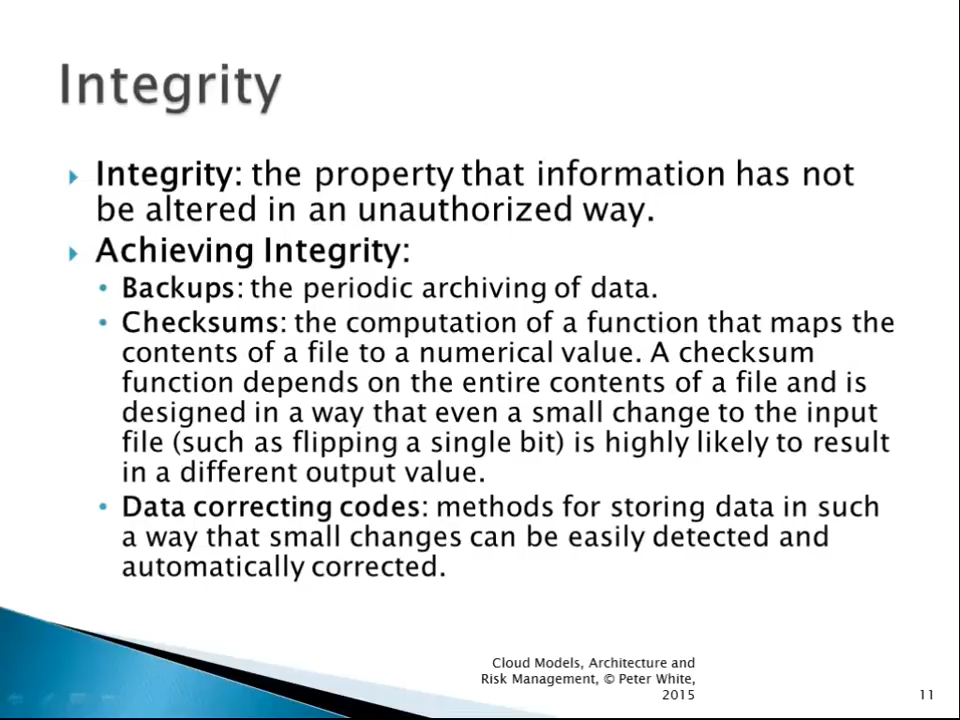 Integrity
Integrity: the property that information has not
be altered in an unauthorized way.
Achieving Integrity:
Backups: the periodic archiving of data.
Checksums: the computation of a function that maps the
contents of a file to a numerical value. A checksum
function depends on the entire contents of a file and is
designed in a way that even a small change to the input
file (such as flipping a single bit) is highly likely to result
in a different output value.
Data correcting codes: methods for storing data in such
a way that small changes can be easily detected and
automatically corrected.
Cloud Models, Architecture and
Risk Management, © Peter White,
2015
11